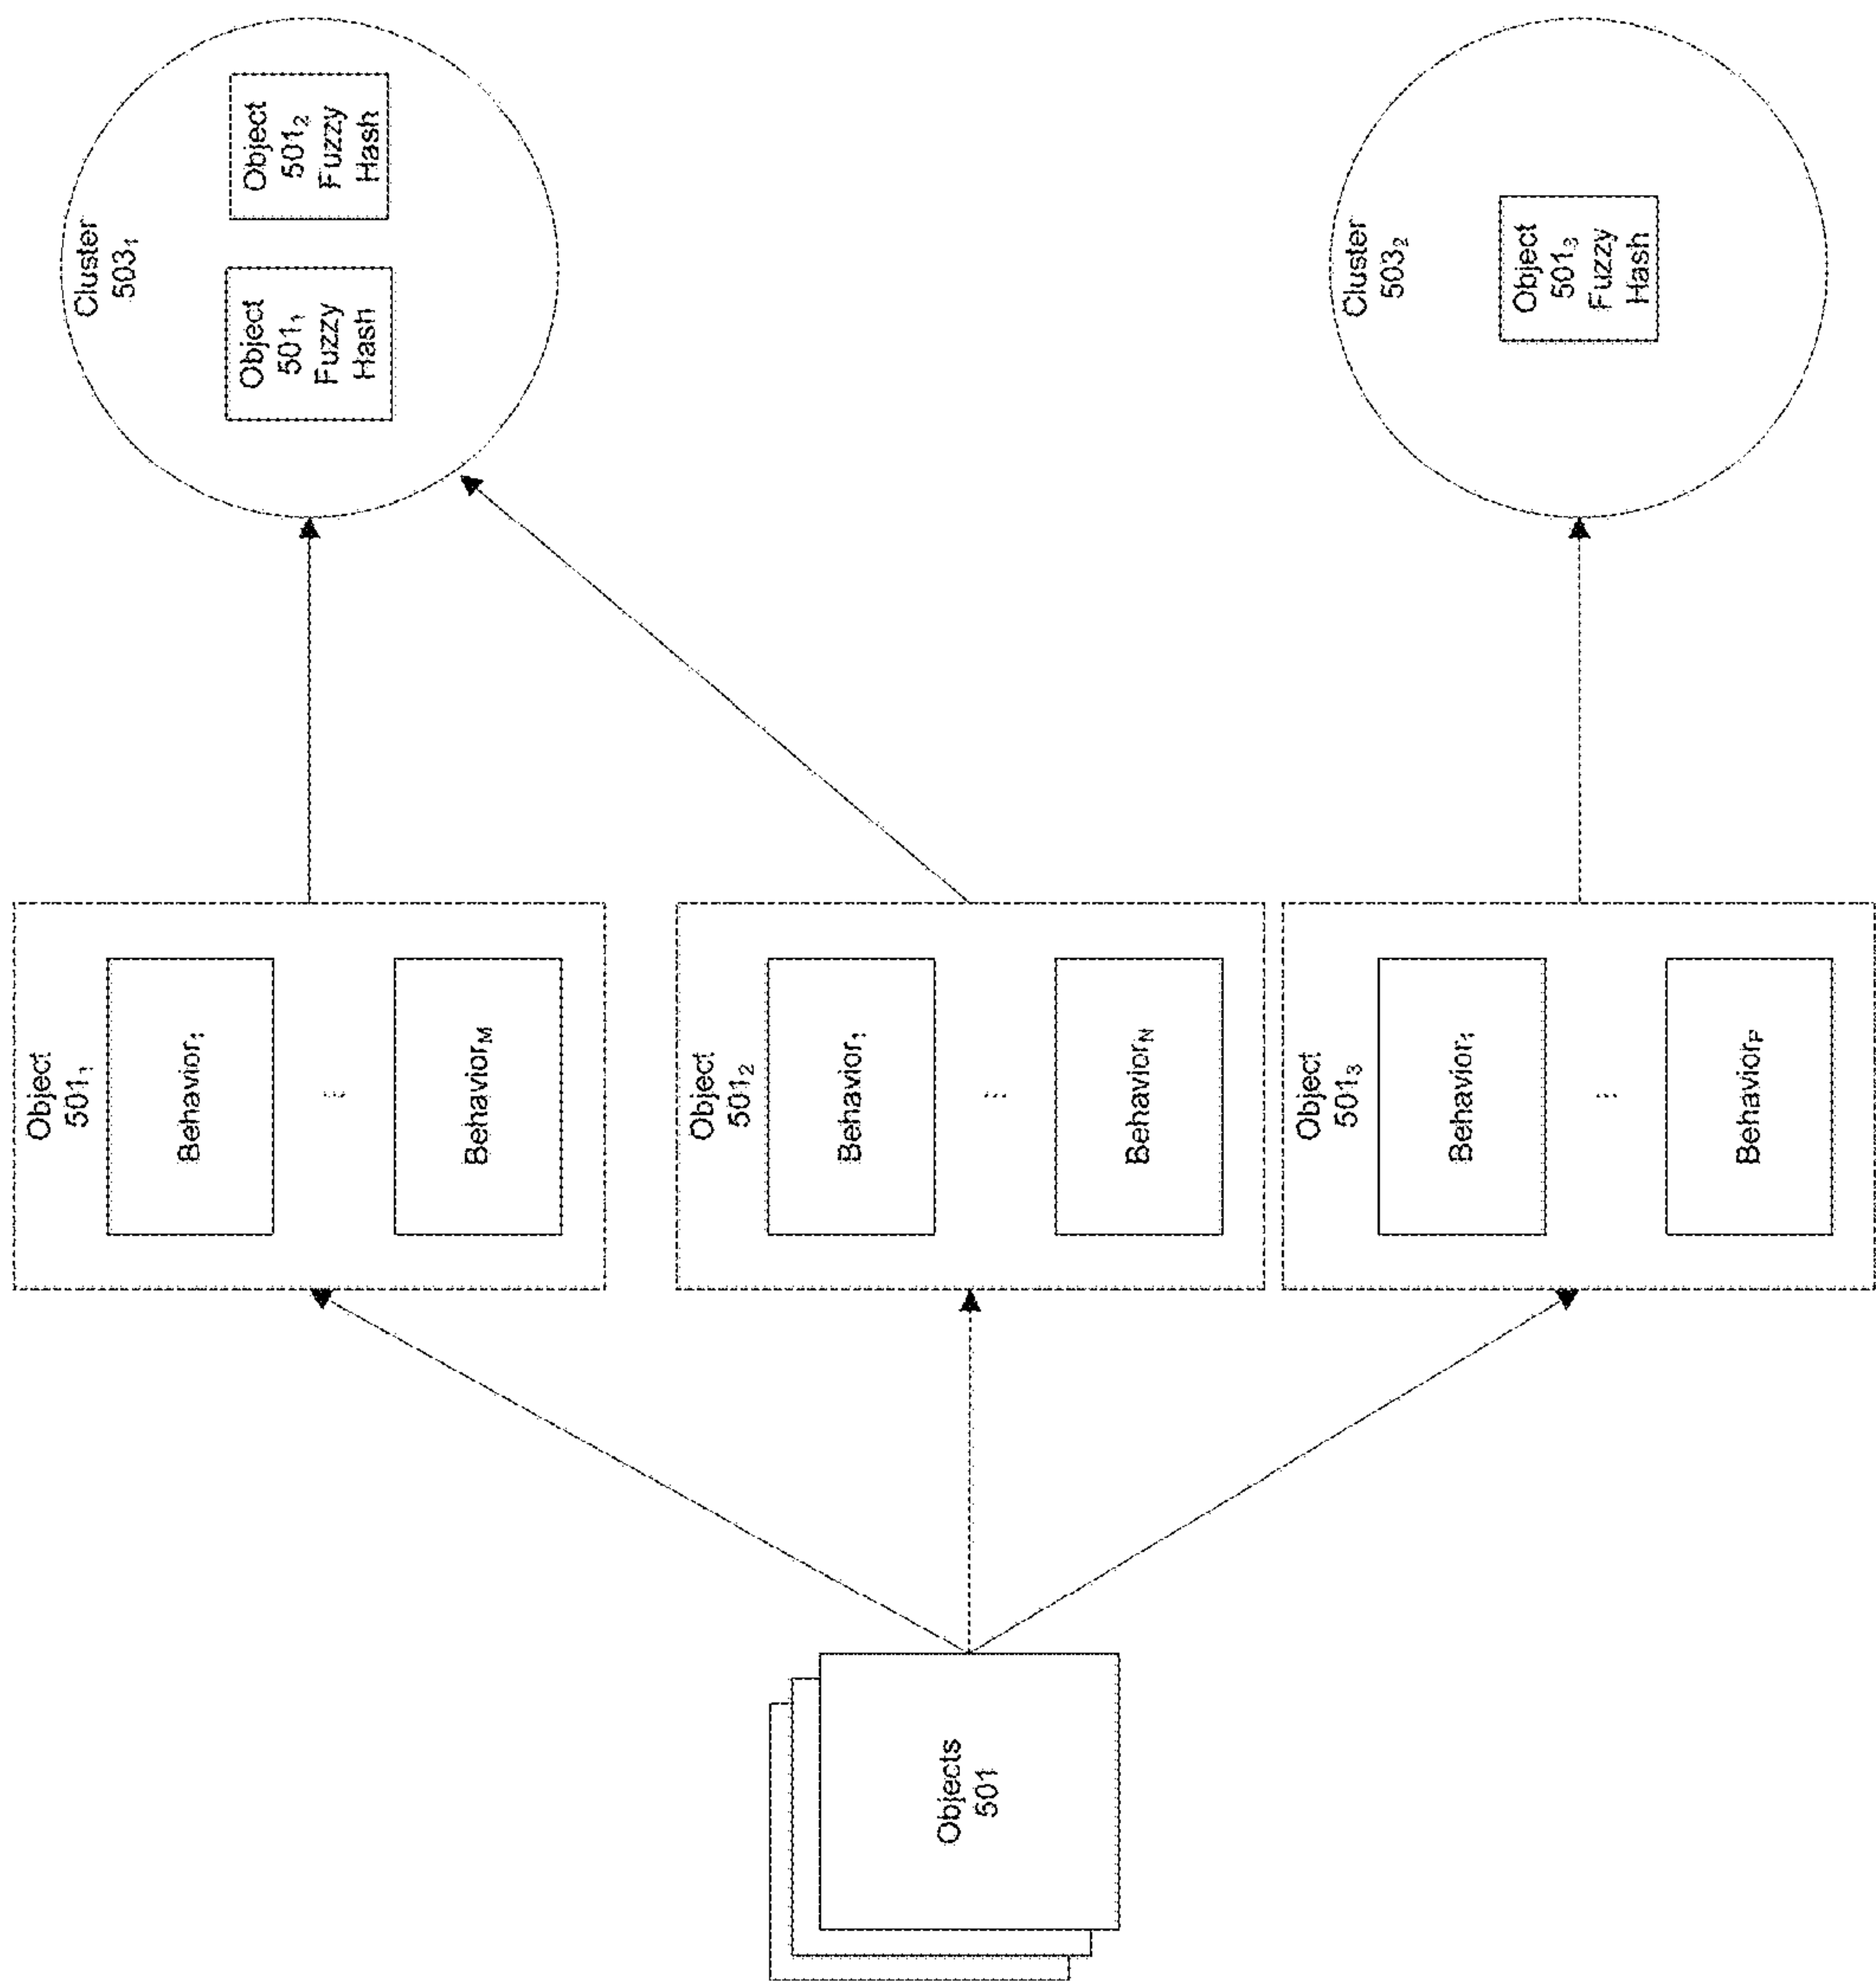 Objects
501
Object
501₁
Behavior₁
...
Behavior_M
Object
501₂
Behavior₁
...
Behavior_N
Object
501₃
Behavior₁
...
Behavior_P
Cluster
503₁
Object
501₁
Fuzzy
Hash
Object
501₂
Fuzzy
Hash
Cluster
503₂
Object
501₃
Fuzzy
Hash